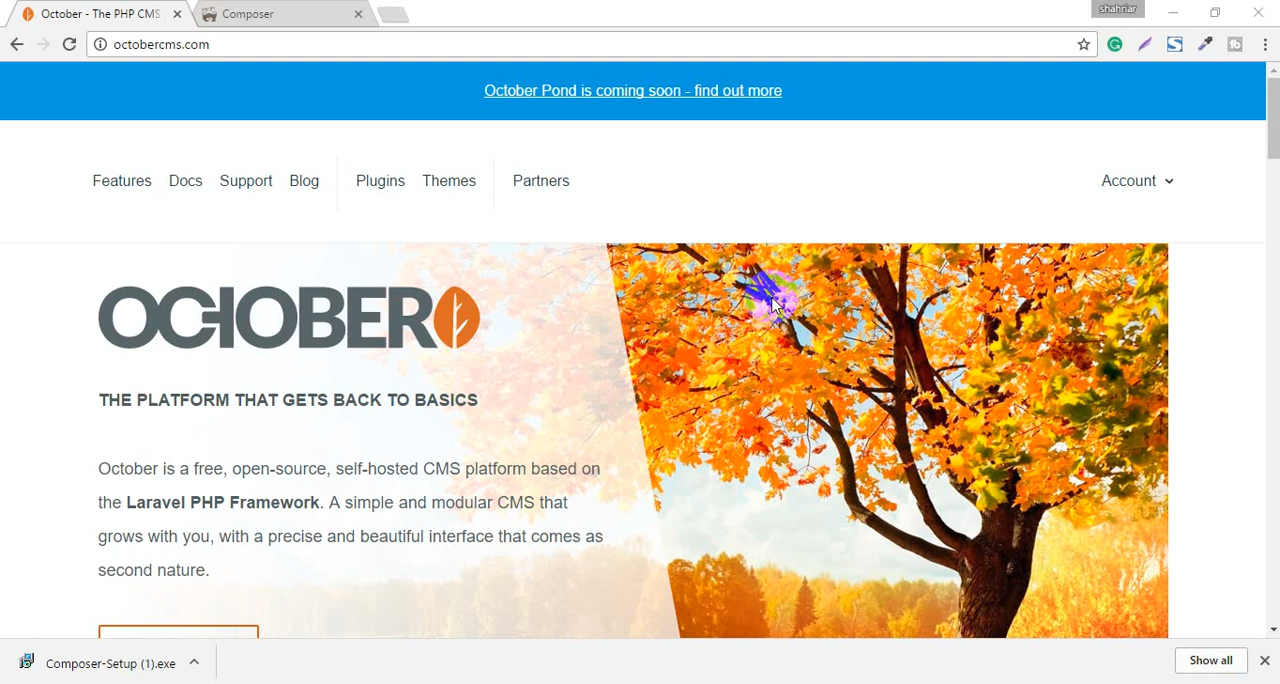 shahriar
October - The PHP CMS
Composer
octobercms.com
October Pond is coming soon - find out more
Features Docs Support Blog Plugins Themes Partners Account
OCTOBER
THE PLATFORM THAT GETS BACK TO BASICS
October is a free, open-source, self-hosted CMS platform based on
the Laravel PHP Framework. A simple and modular CMS that
grows with you, with a precise and beautiful interface that comes as
second nature.
Composer-Setup (1).exe
Show all